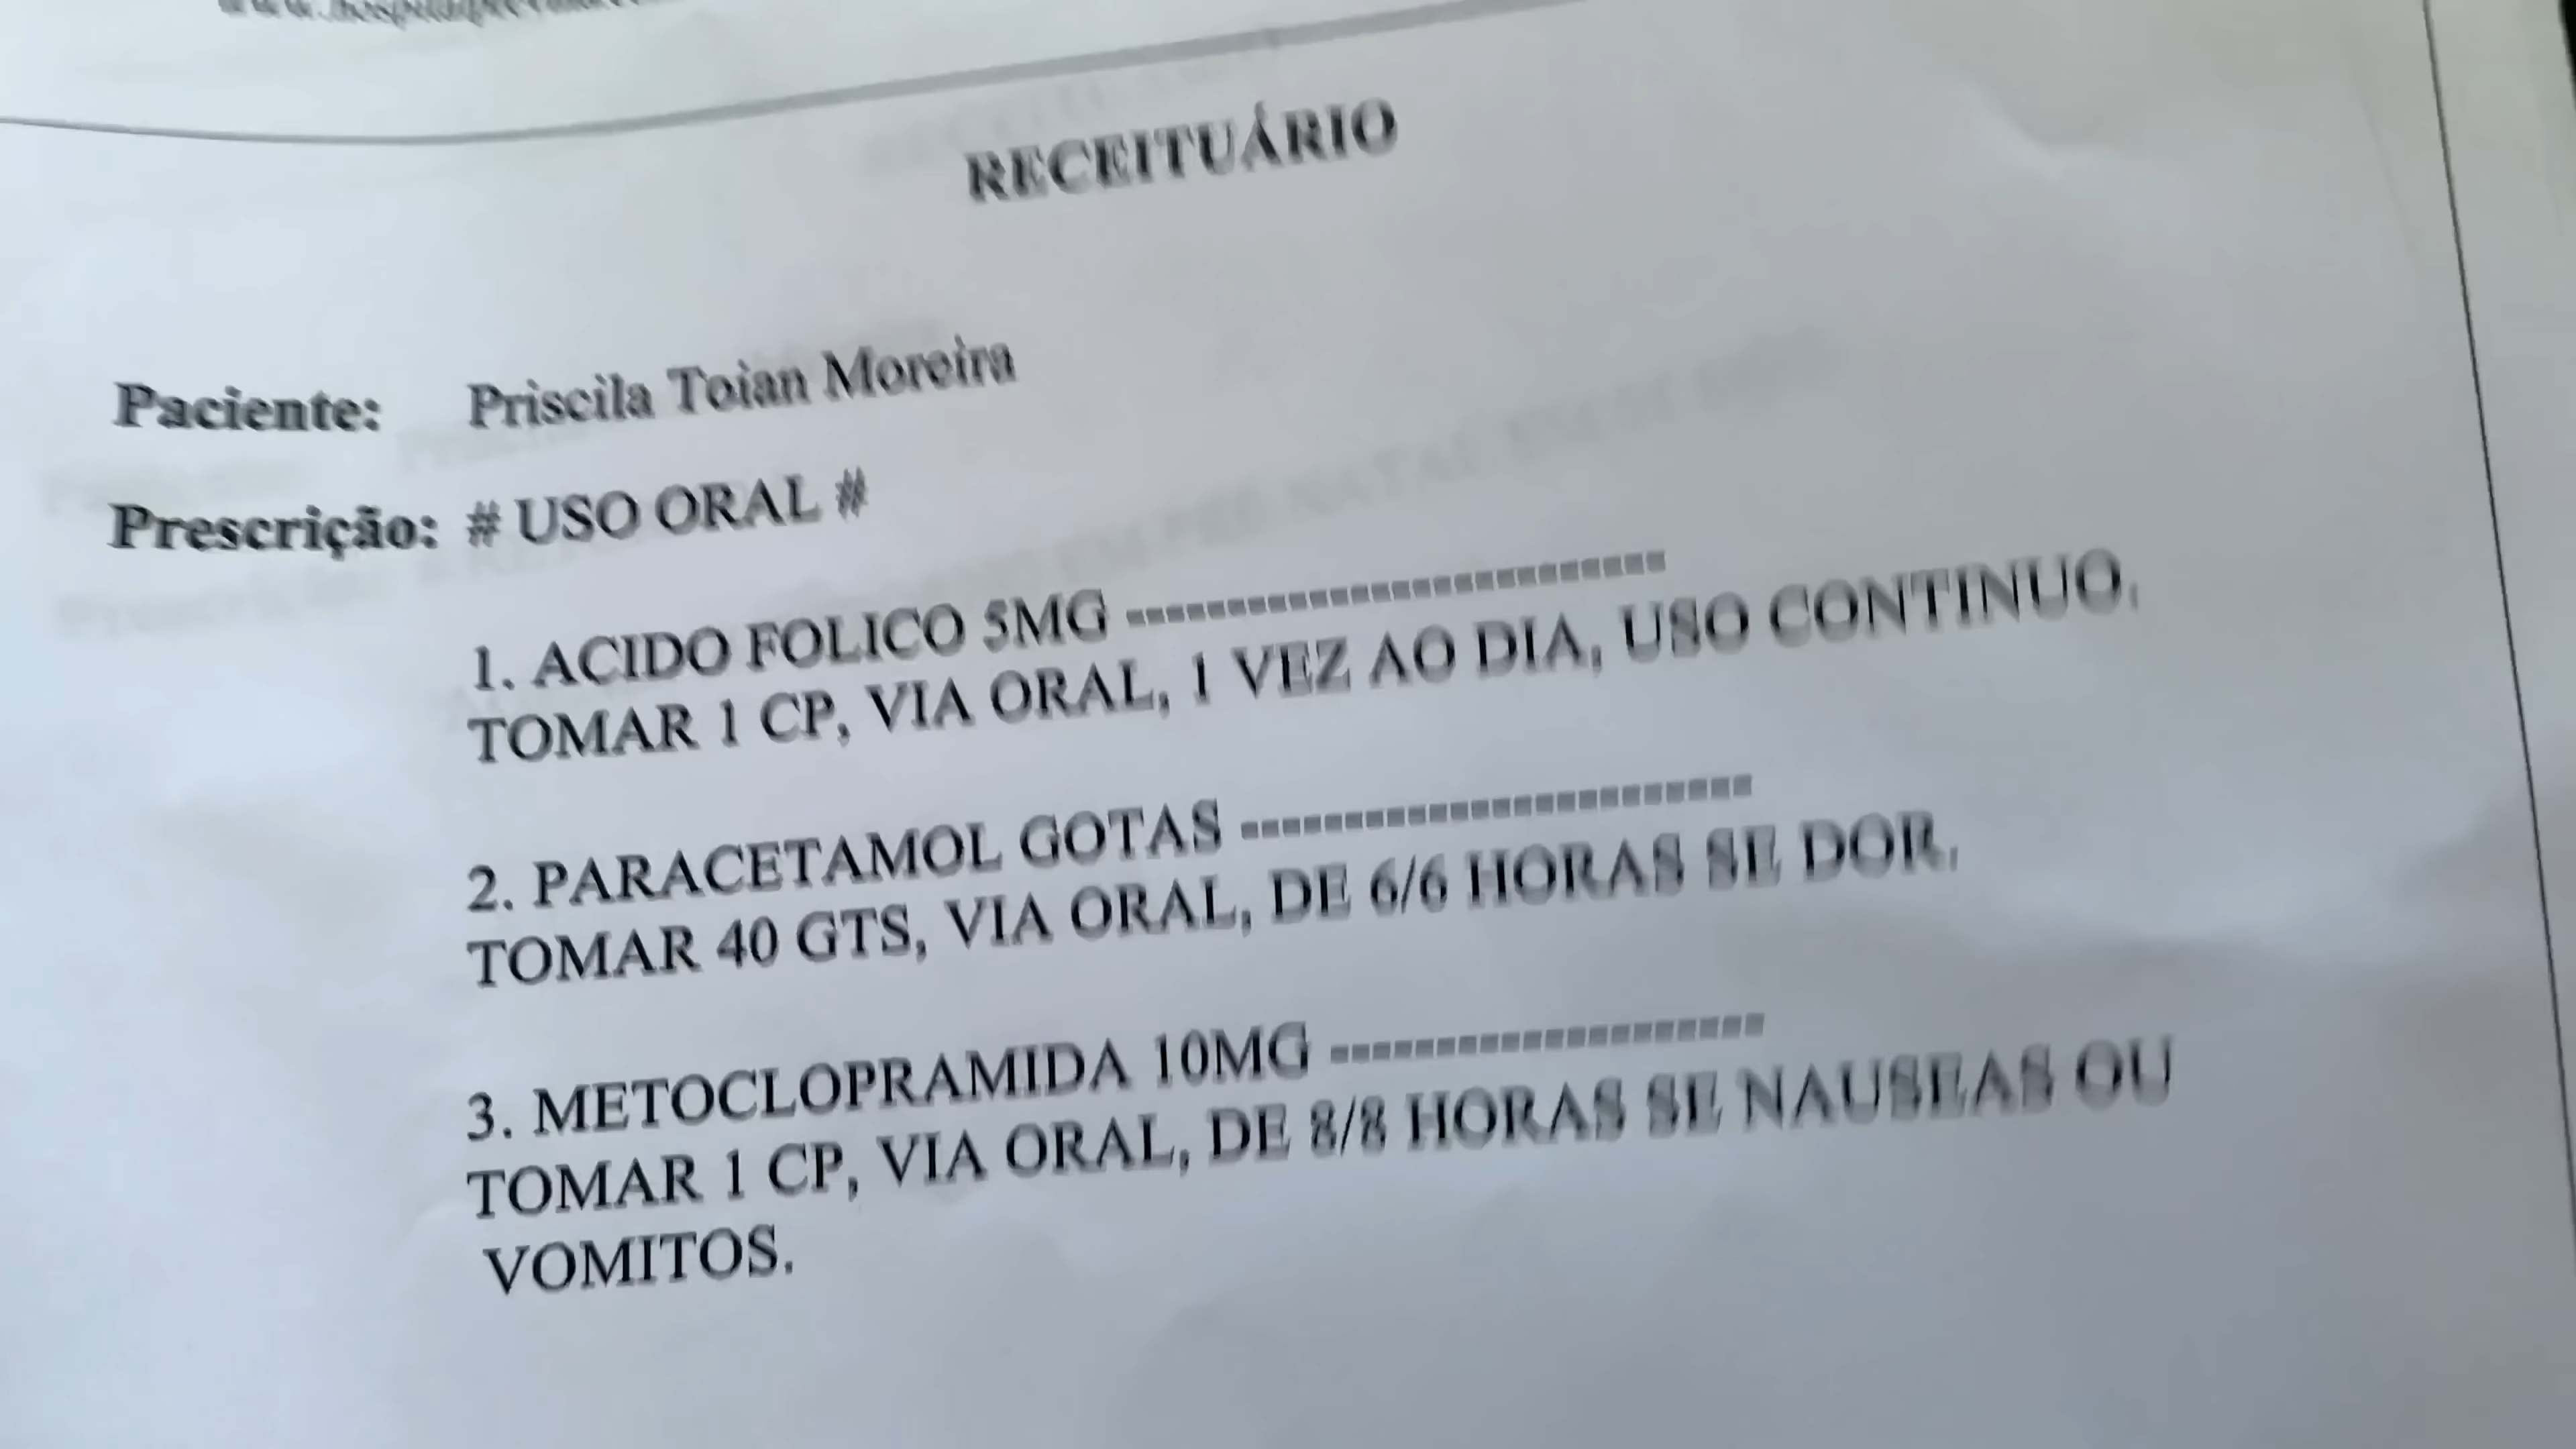 RECEITUÁRIO
Paciente: Priscila Toian Moreira
Prescrição: # USO ORAL #
1. ACIDO FOLICO 5MG --------------------------
TOMAR 1 CP, VIA ORAL, 1 VEZ AO DIA, USO CONTINUO.
2. PARACETAMOL GOTAS -------------------------
TOMAR 40 GTS, VIA ORAL, DE 6/6 HORAS SE DOR.
3. METOCLOPRAMIDA 10MG ---------------------
TOMAR 1 CP, VIA ORAL, DE 8/8 HORAS SE NAUSEAS OU
VOMITOS.